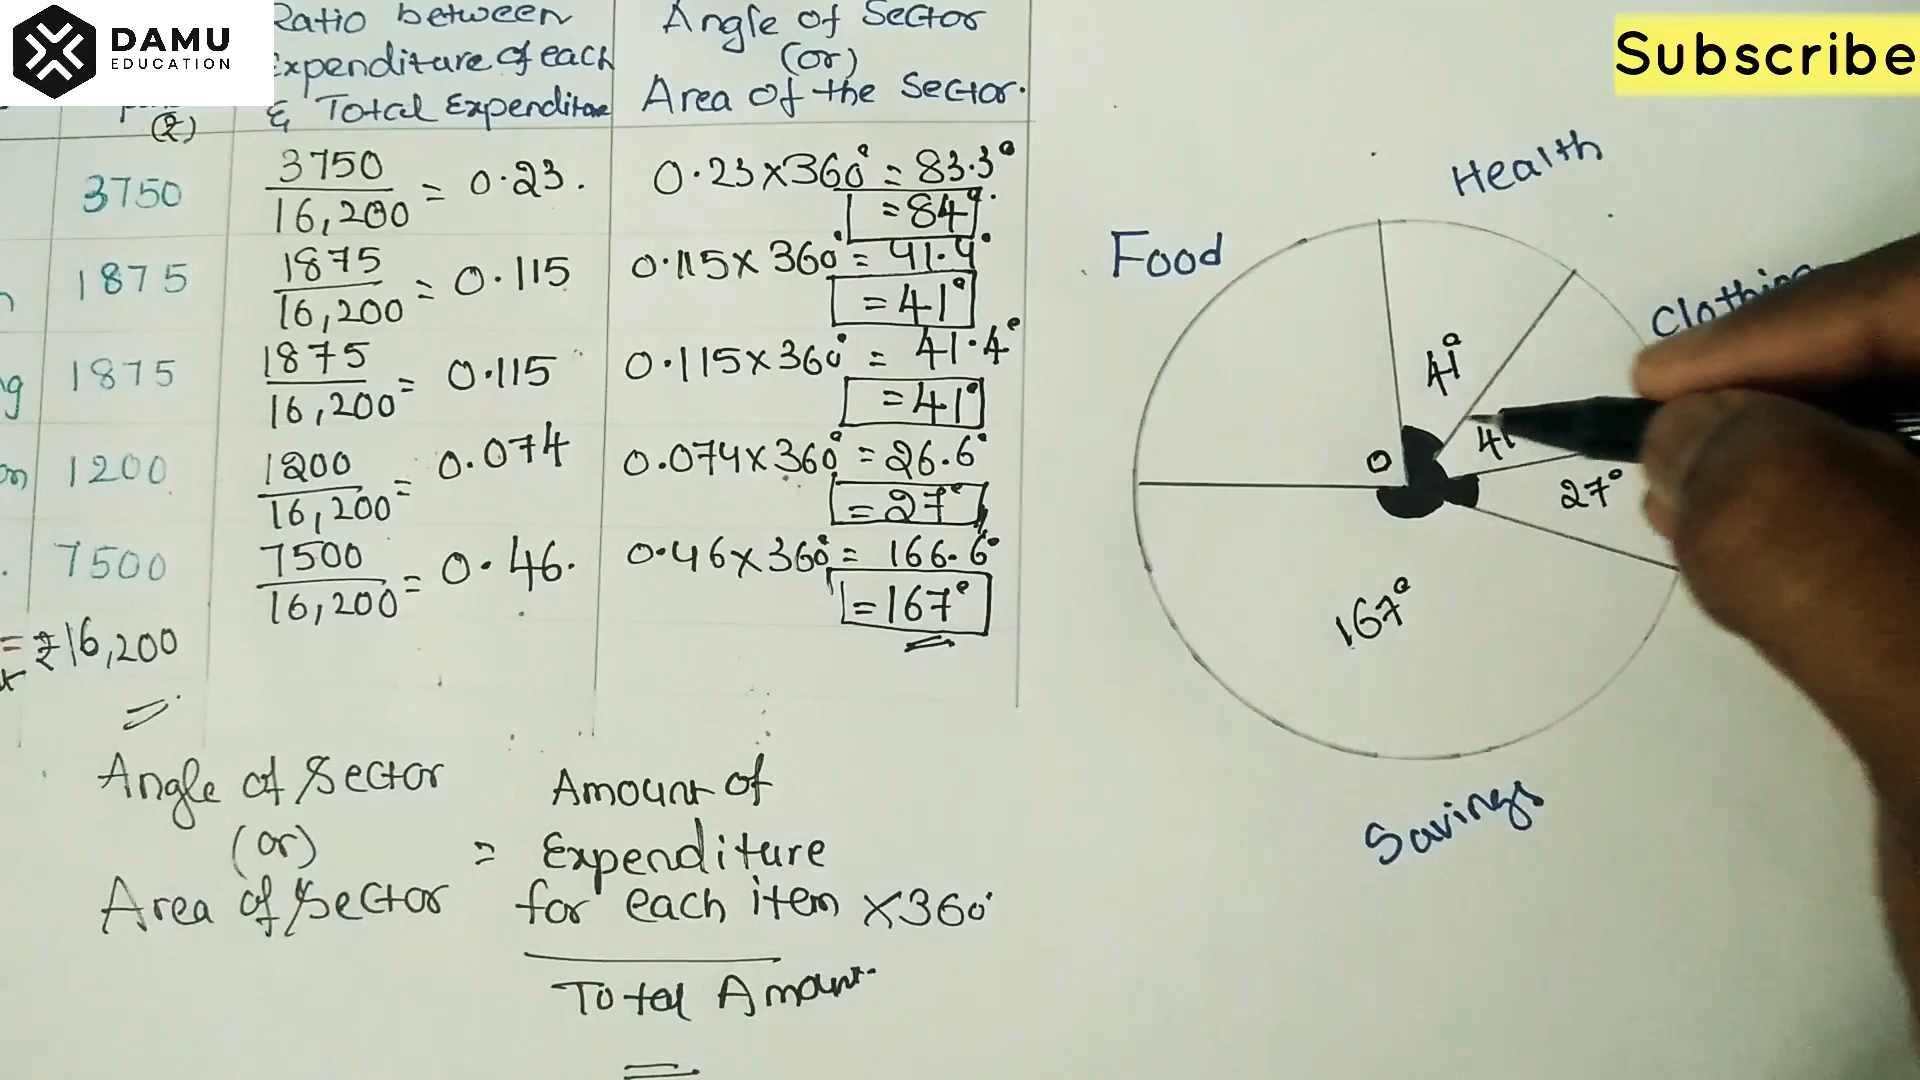 DAMU
EDUCATION
Subscribe
Ratio between
Expenditure of each
& Total Expenditure
Angle of Sector
(or)
Area of the Sector.
(₹)
3750
3750
16,200
= 0.23.
0.23×360° = 83.3°
= 84°
1875
1875
16,200
= 0.115
0.115×360° = 41.4°
= 41°
1875
1875
16,200
= 0.115
0.115×360° = 41.4°
= 41°
1200
1200
16,200
= 0.074
0.074×360° = 26.6°
= 27°
7500
7500
16,200
= 0.46.
0.46×360° = 166.6°
= 167°
= ₹16,200
Angle of Sector
(or)
Area of Sector
=
Amount of
Expenditure
for each item ×360°
Total Amount
Health
Food
Clothing
41°
O
41
27°
167°
Savings